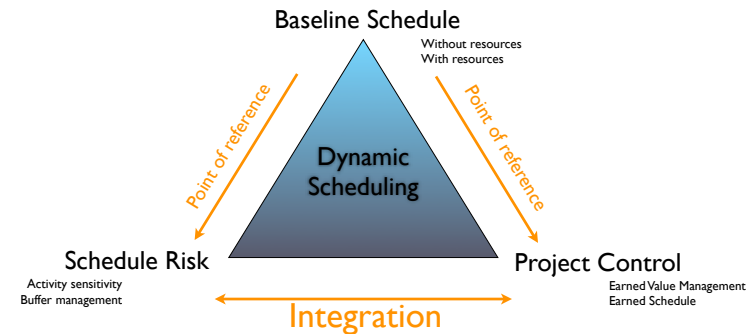 Baseline Schedule
Without resources
With resources
Point of reference
Point of reference
Dynamic
Scheduling
Schedule Risk
Activity sensitivity
Buffer management
Project Control
Earned Value Management
Earned Schedule
Integration